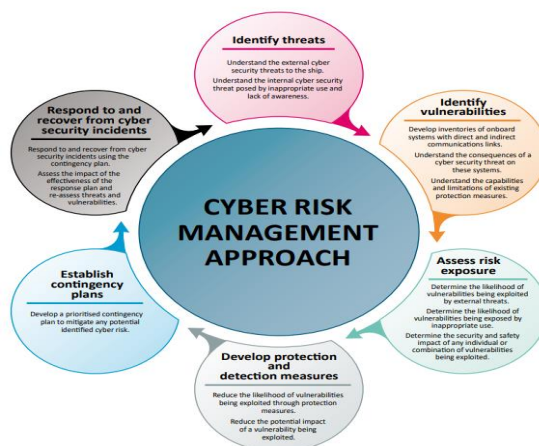 Identify threats
Understand the external cyber
security threats to the ship.
Understand the internal cyber security
threat posed by inappropriate use and
lack of awareness.
Identify
vulnerabilities
Develop inventories of onboard
systems with direct and indirect
communications links.
Understand the consequences of a
cyber security threat on these
systems.
Understand the capabilities
and limitations of existing
protection measures.
Assess risk
exposure
Determine the likelihood of
vulnerabilities being exploited
by external threats.
Determine the likelihood of
vulnerabilities being exposed by
inappropriate use.
Determine the security and safety
impact of any individual or
combination of vulnerabilities
being exploited.
Develop protection
and
detection measures
Reduce the likelihood of vulnerabilities
being exploited through protection
measures.
Reduce the potential impact
of a vulnerability being
exploited.
Establish
contingency
plans
Develop a prioritised contingency
plan to mitigate any potential
identified cyber risk.
Respond to and
recover from cyber
security incidents
Respond to and recover from cyber
security incidents using the
contingency plan.
Assess the impact of the
effectiveness of the
response plan and
re-assess threats and
vulnerabilities.
CYBER RISK
MANAGEMENT
APPROACH